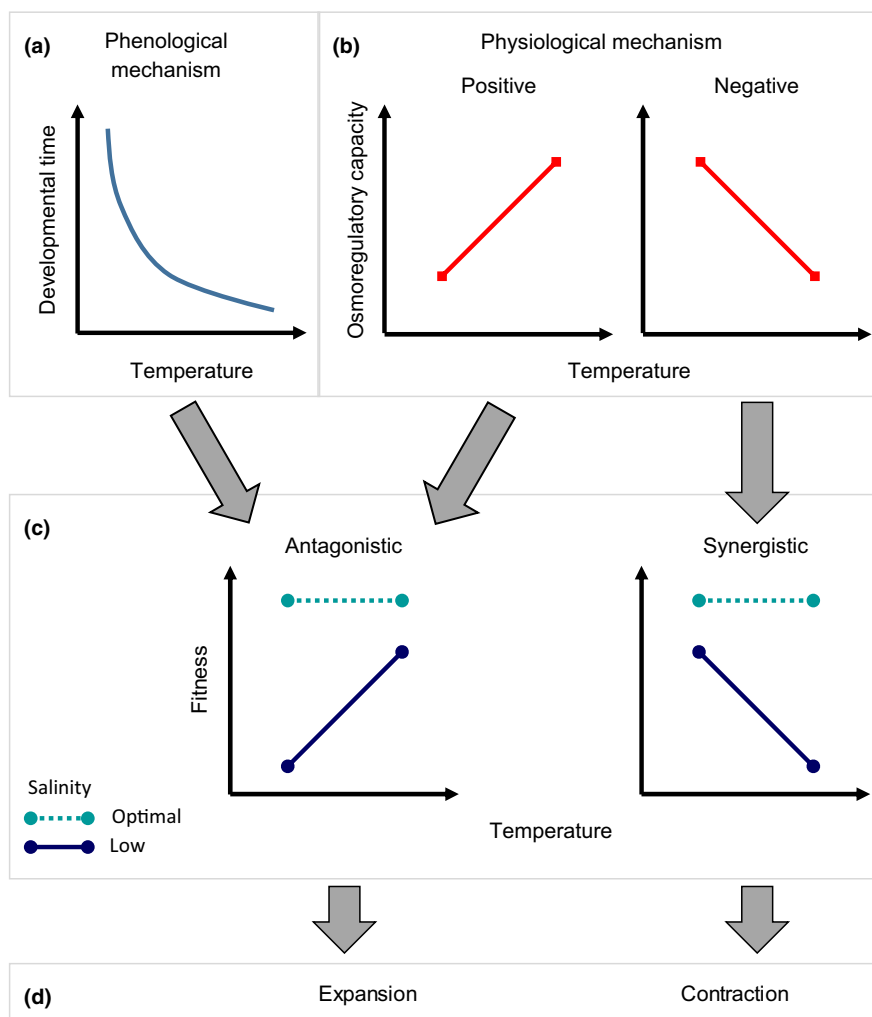 (a)
Phenological
mechanism
Developmental time
Temperature
(b)
Physiological mechanism
Positive
Negative
Osmoregulatory capacity
Temperature
(c)
Antagonistic
Synergistic
Fitness
Salinity
Optimal
Low
Temperature
(d)
Expansion
Contraction